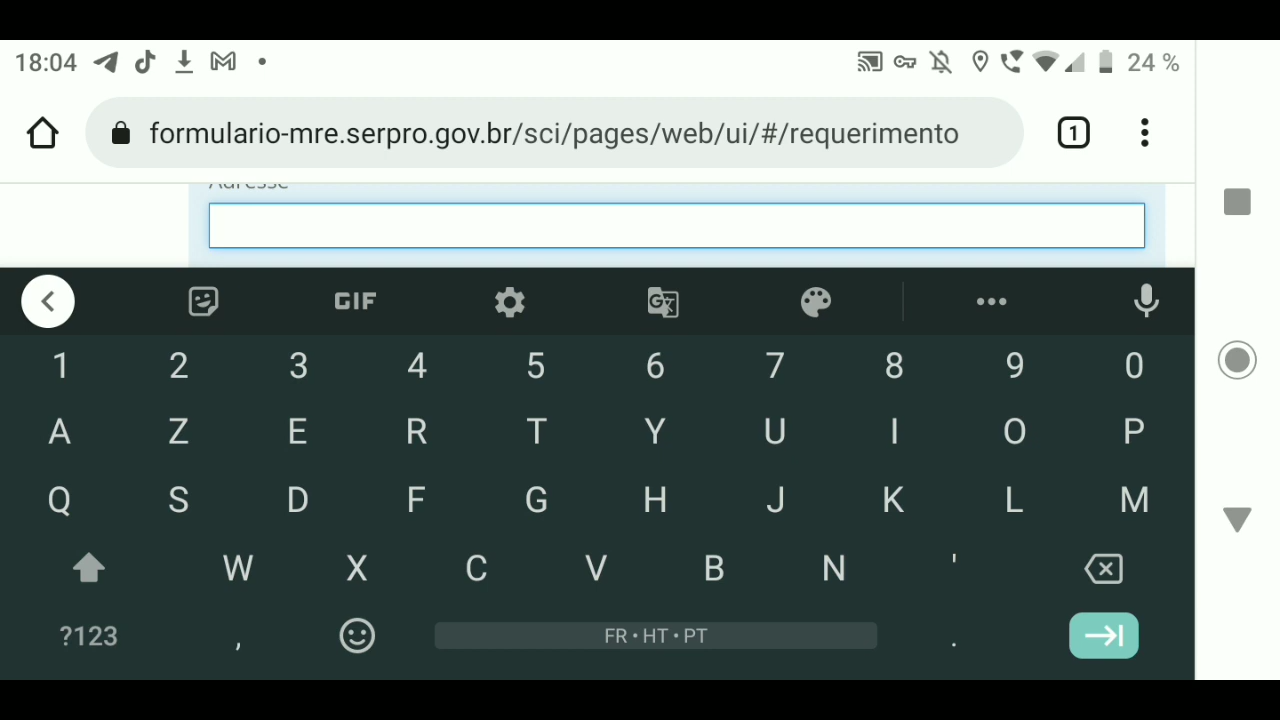 18:04
24 %
formulario-mre.serpro.gov.br/sci/pages/web/ui/#/requerimento
1
Adresse
GIF
1 2 3 4 5 6 7 8 9 0
A Z E R T Y U I O P
Q S D F G H J K L M
W X C V B N '
?123 , FR • HT • PT .